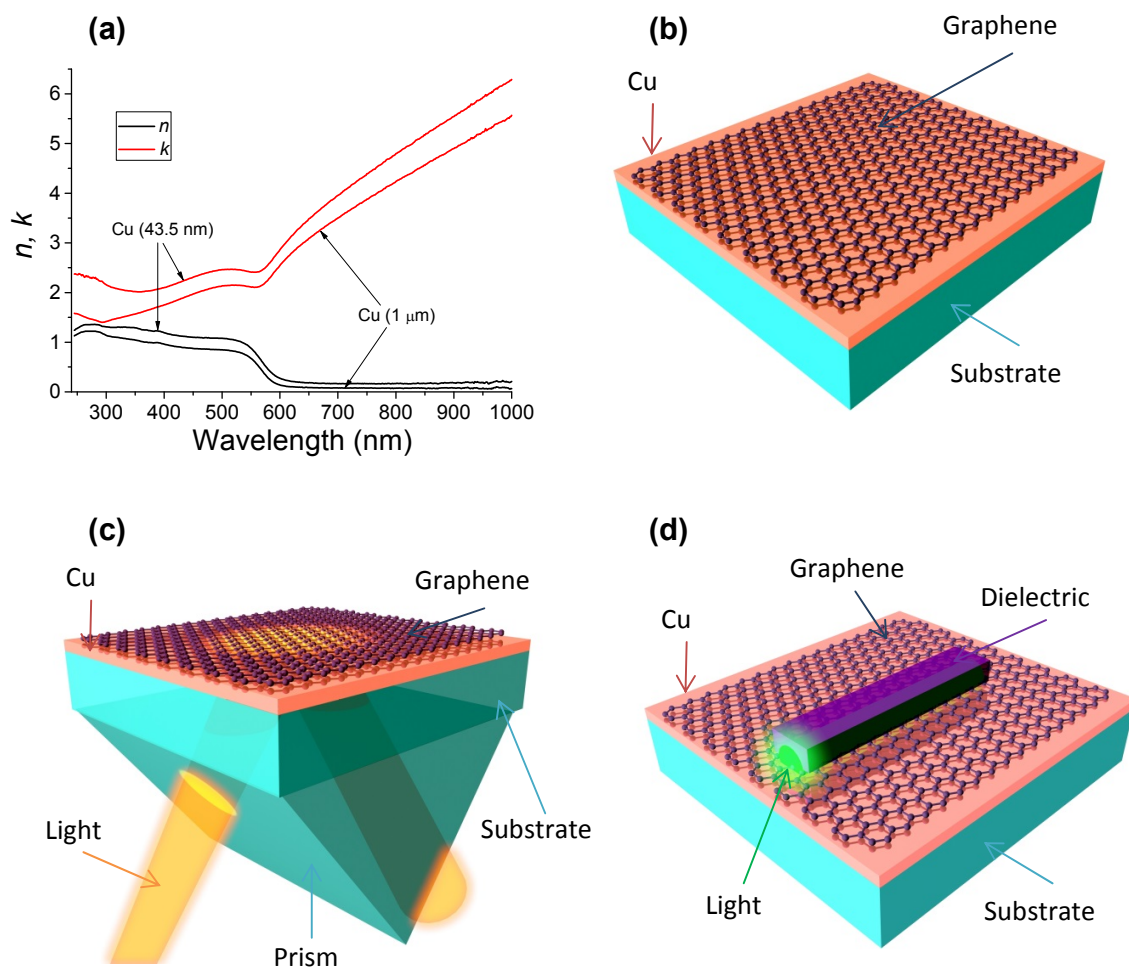 (a)
n
k
n, k
6
5
4
3
2
1
0
Cu (43.5 nm)
Cu (1 μm)
300 400 500 600 700 800 900 1000
Wavelength (nm)
(b)
Graphene
Cu
Substrate
(c)
Cu
Graphene
Light
Substrate
Prism
(d)
Graphene
Dielectric
Cu
Light
Substrate